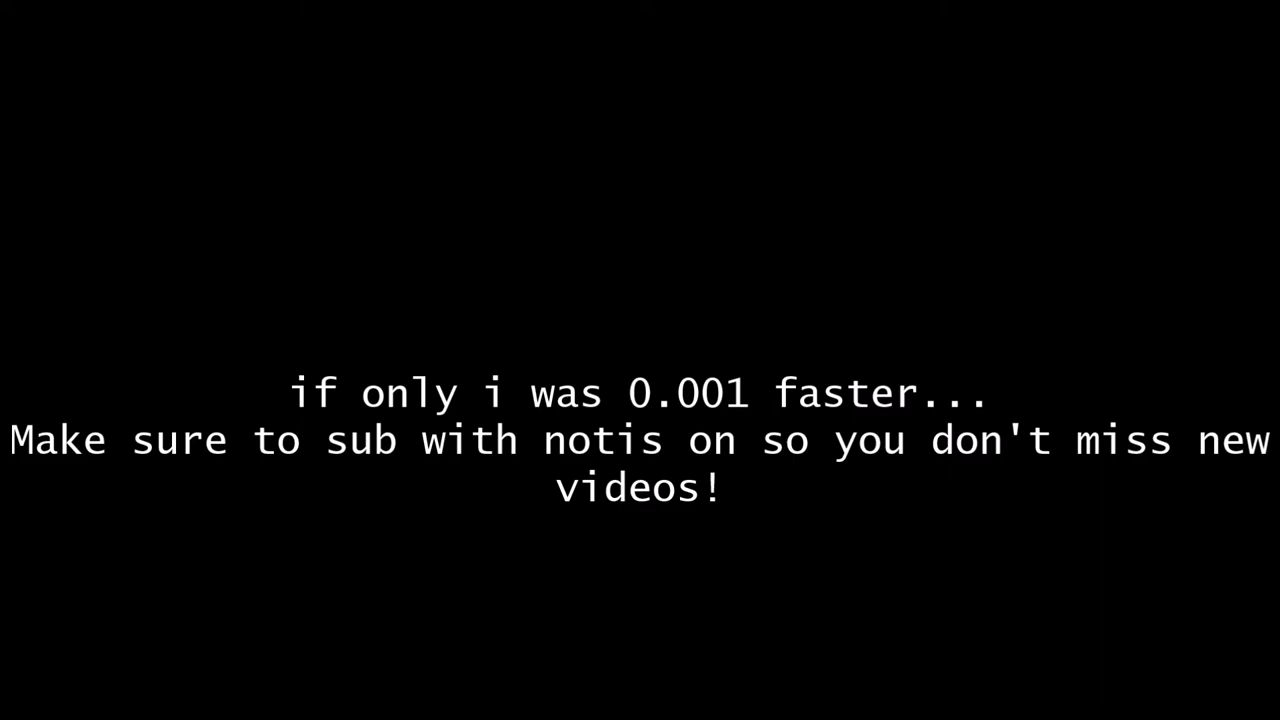 if only i was 0.001 faster...
Make sure to sub with notis on so you don't miss new
videos!